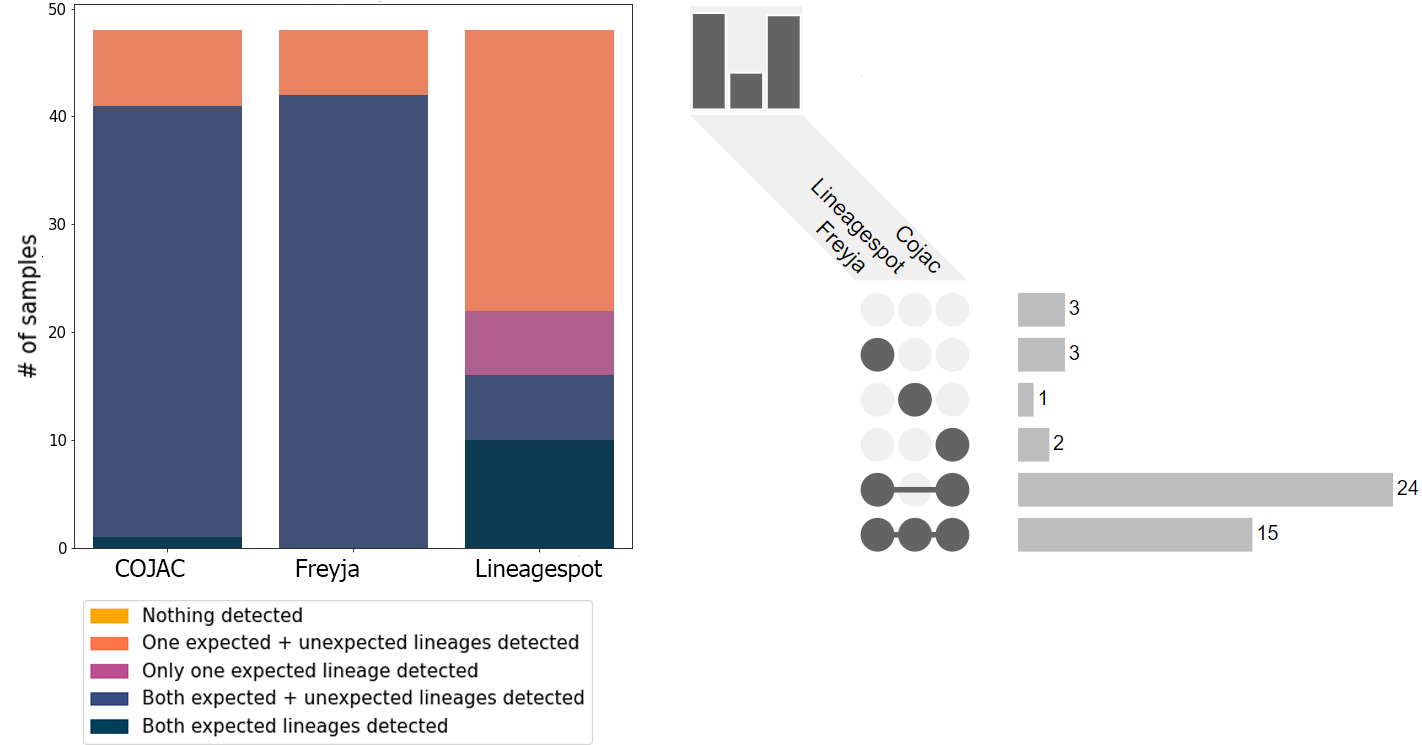 50
40
30
20
10
0
# of samples
COJAC Freyja Lineagespot
Nothing detected
One expected + unexpected lineages detected
Only one expected lineage detected
Both expected + unexpected lineages detected
Both expected lineages detected
Freyja
Lineagespot
Cojac
3
3
1
2
24
15